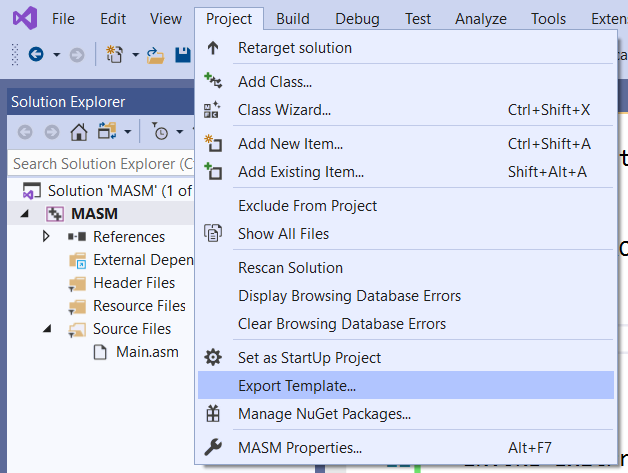 File Edit View Project Build Debug Test Analyze Tools Exten
Retarget solution
Solution Explorer
Add Class...
Class Wizard... Ctrl+Shift+X
Add New Item... Ctrl+Shift+A
Search Solution Explorer (C
Add Existing Item... Shift+Alt+A
Solution 'MASM' (1 of
MASM
Exclude From Project
References
Show All Files
External Depen
Rescan Solution
Header Files
Display Browsing Database Errors
Resource Files
Clear Browsing Database Errors
Source Files
Main.asm
Set as StartUp Project
Export Template...
Manage NuGet Packages...
MASM Properties... Alt+F7